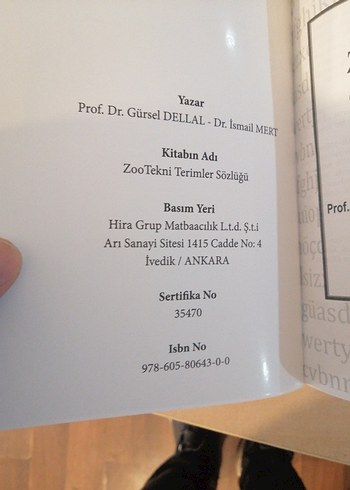 Yazar
Prof. Dr. Gürsel DELLAL - Dr. İsmail MERT
Kitabın Adı
ZooTekni Terimler Sözlüğü
Basım Yeri
Hira Grup Matbaacılık L.t.d. Ş.t.i
Arı Sanayi Sitesi 1415 Cadde No: 4
İvedik / ANKARA
Sertifika No
35470
Isbn No
978-605-80643-0-0
Prof.